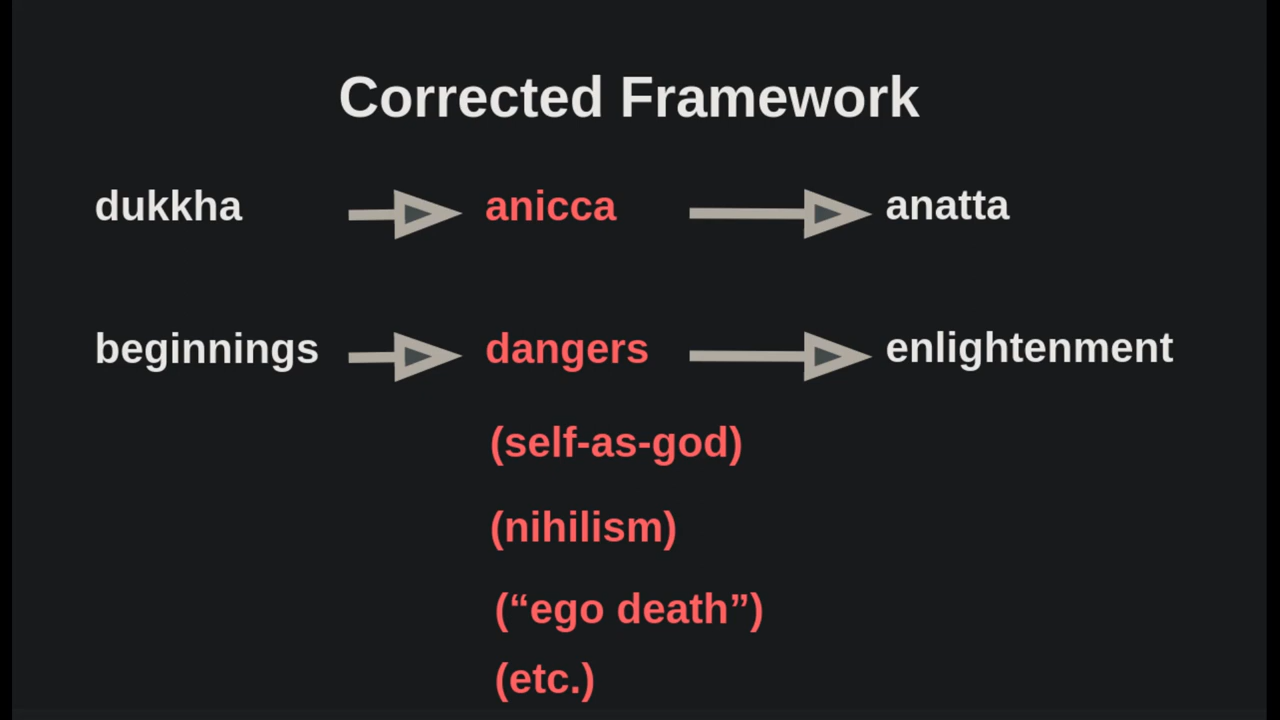 Corrected Framework
dukkha anicca anatta
beginnings dangers enlightenment
(self-as-god)
(nihilism)
(“ego death”)
(etc.)